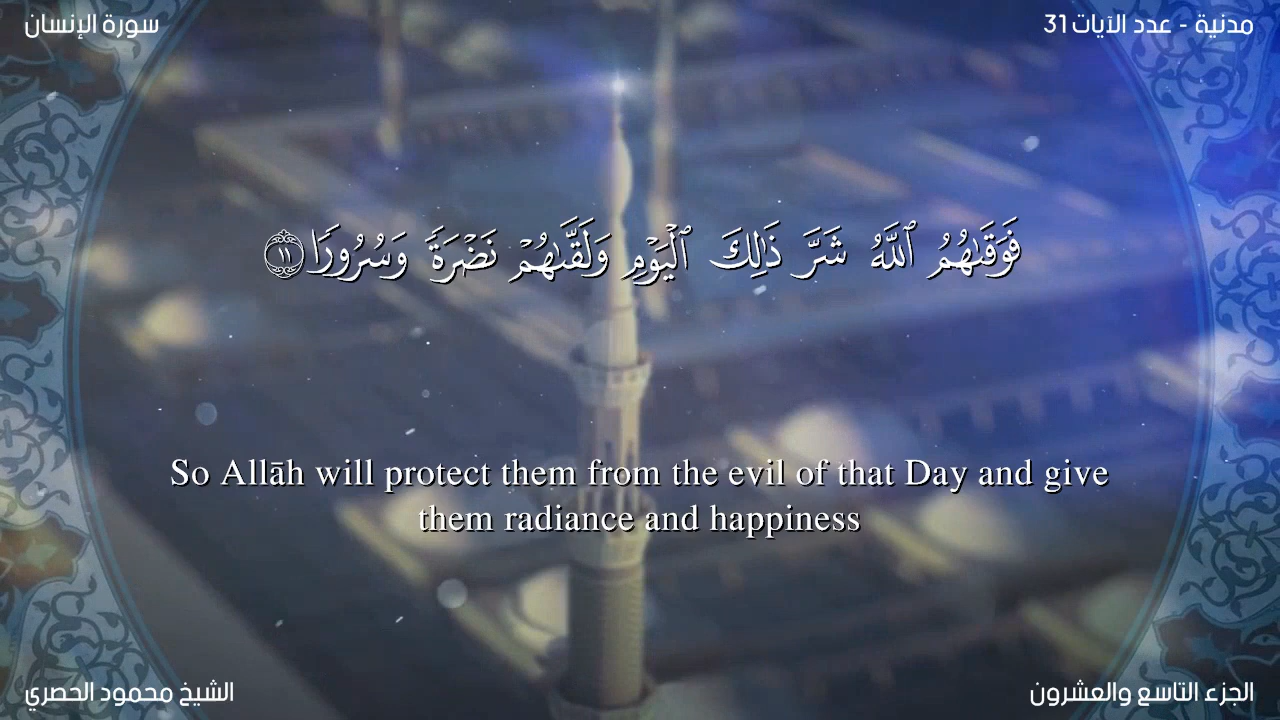 سورة الإنسان
مدنية - عدد الآيات 31
فَوَقَىٰهُمُ ٱللَّهُ شَرَّ ذَٰلِكَ ٱلۡيَوۡمِ وَلَقَّىٰهُمۡ نَضۡرَةٗ وَسُرُورٗا ١١
So Allāh will protect them from the evil of that Day and give
them radiance and happiness
الشيخ محمود الحصري
الجزء التاسع والعشرون